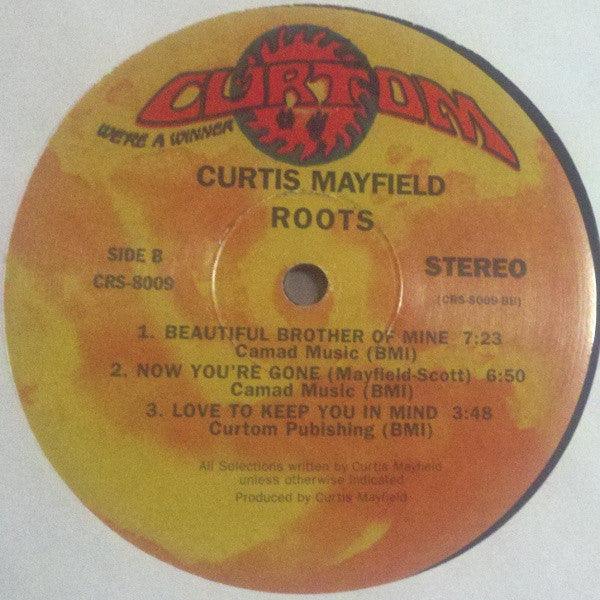 CURTOM
WE'RE A WINNER
CURTIS MAYFIELD
ROOTS
SIDE B
CRS-8009
STEREO
(CRS-8009-BB)
1. BEAUTIFUL BROTHER OF MINE 7:23
Camad Music (BMI)
2. NOW YOU'RE GONE (Mayfield-Scott) 6:50
Camad Music (BMI)
3. LOVE TO KEEP YOU IN MIND 3:48
Curtom Pubishing (BMI)
All Selections written by Curtis Mayfield
unless otherwise indicated
Produced by Curtis Mayfield